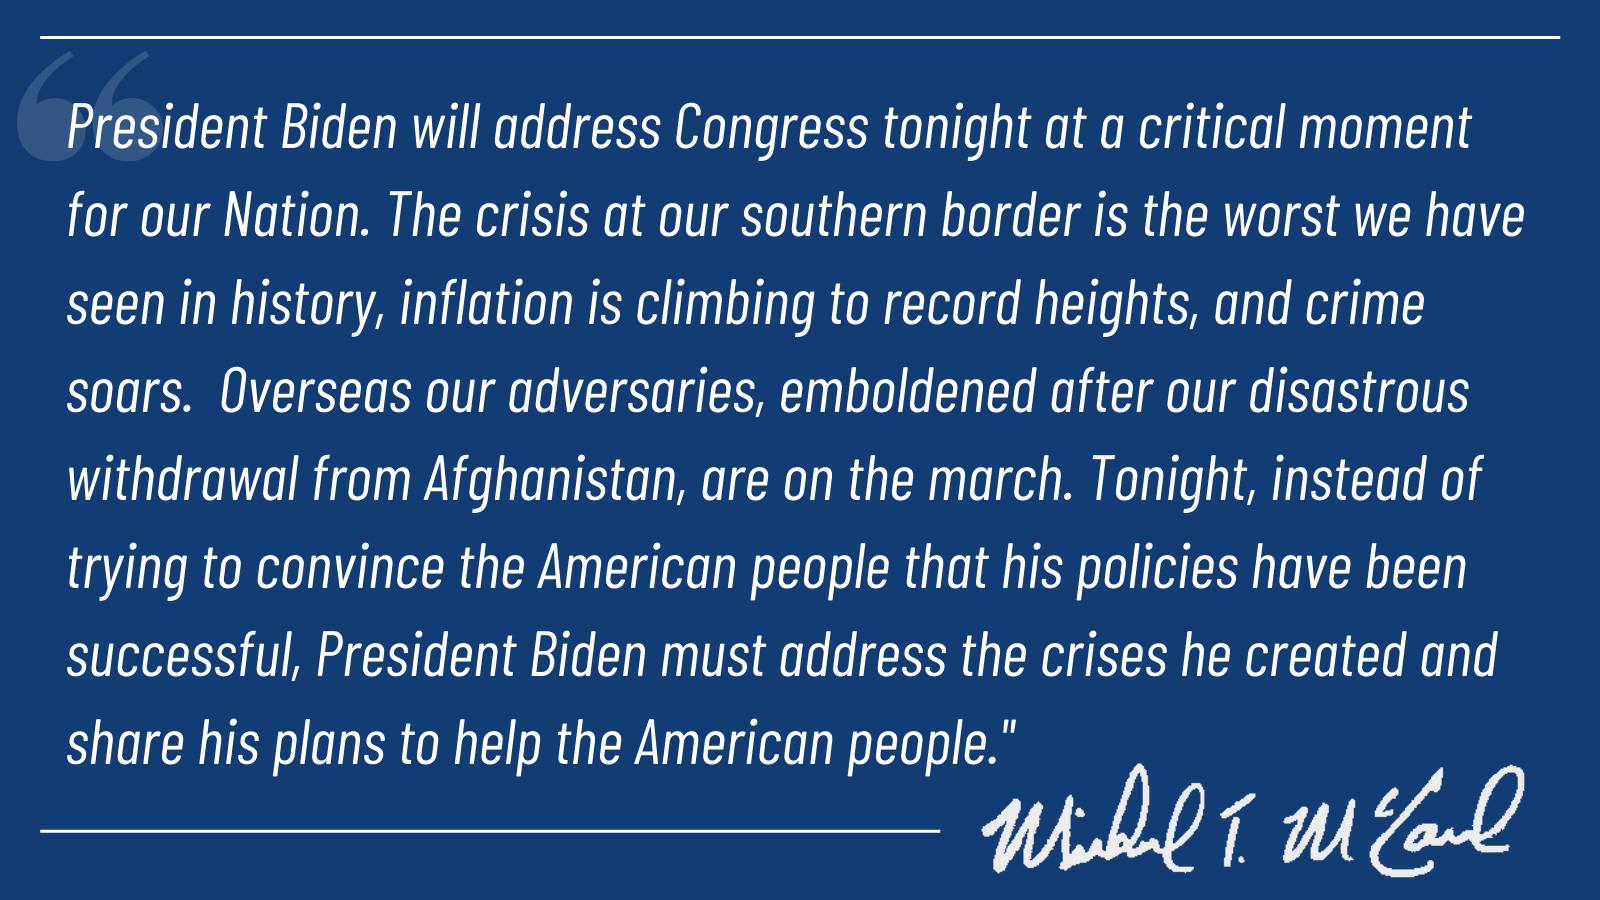 “
President Biden will address Congress tonight at a critical moment
for our Nation. The crisis at our southern border is the worst we have
seen in history, inflation is climbing to record heights, and crime
soars.  Overseas our adversaries, emboldened after our disastrous
withdrawal from Afghanistan, are on the march. Tonight, instead of
trying to convince the American people that his policies have been
successful, President Biden must address the crises he created and
share his plans to help the American people."
Michael T. McCaul